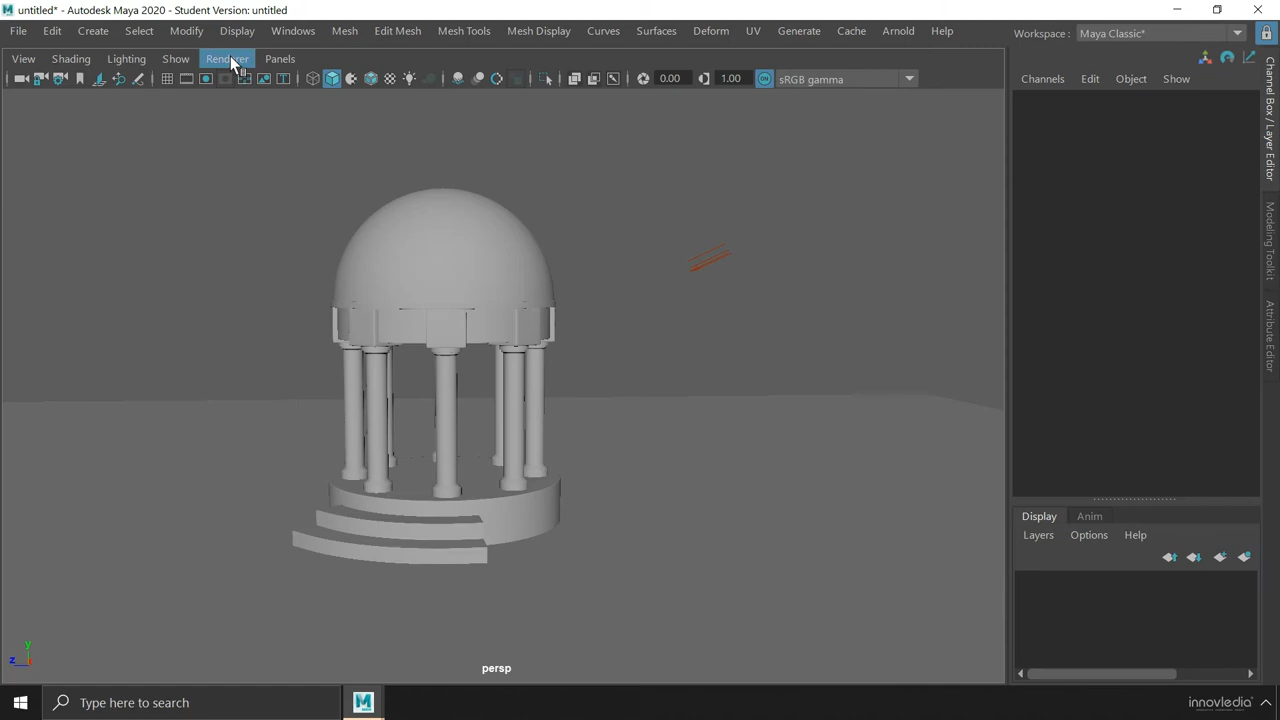 untitled* - Autodesk Maya 2020 - Student Version: untitled
File Edit Create Select Modify Display Windows Mesh Edit Mesh Mesh Tools Mesh Display Curves Surfaces Deform UV Generate Cache Arnold Help
Workspace : Maya Classic*
View Shading Lighting Show Renderer Panels
0.00 1.00 ON sRGB gamma
Channels Edit Object Show
Channel Box / Layer Editor
Modeling Toolkit
Attribute Editor
Display Anim
Layers Options Help
y
z
persp
Type here to search
innovledia